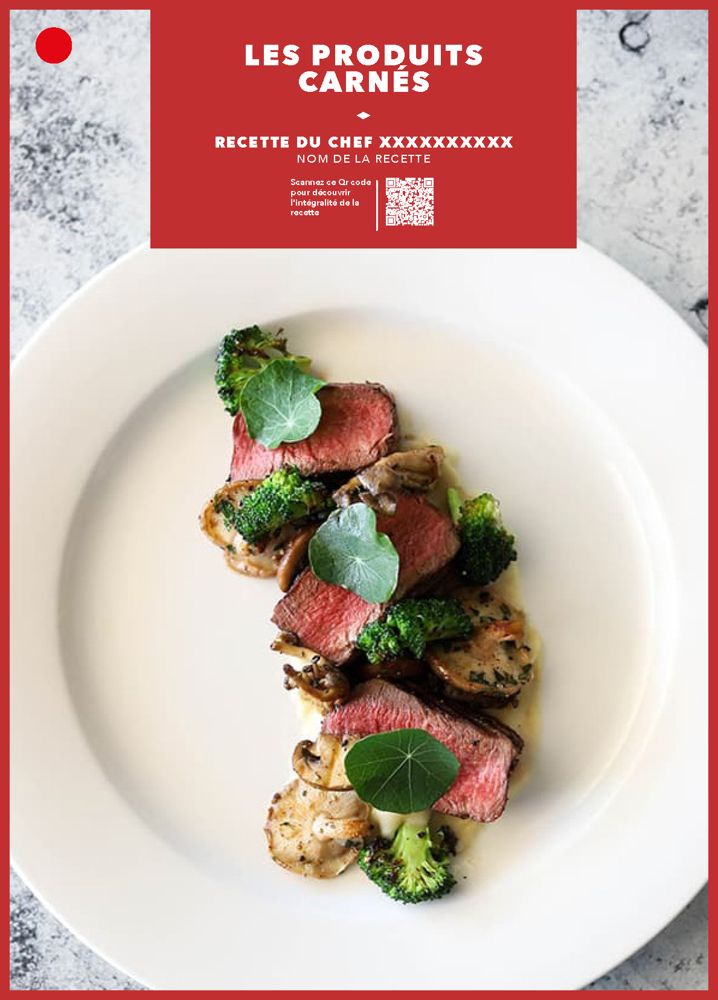 LES PRODUITS
CARNÉS
RECETTE DU CHEF XXXXXXXXXX
NOM DE LA RECETTE
Scannez ce Qr code
pour découvrir
l'intégralité de la
recette